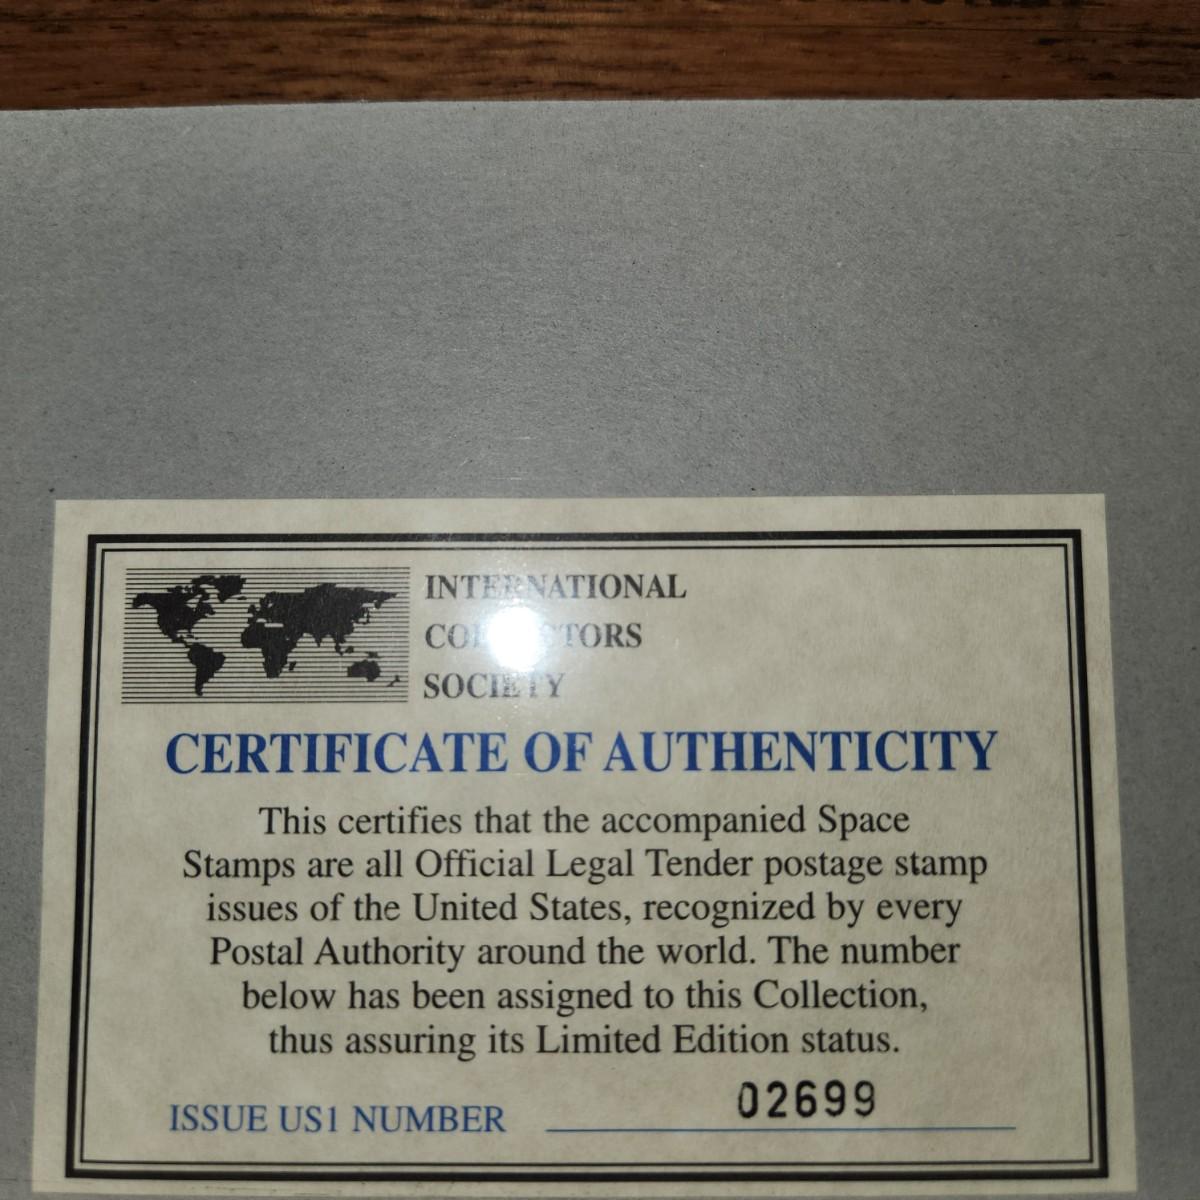 INTERNATIONAL
COLLECTORS
SOCIETY
CERTIFICATE OF AUTHENTICITY
This certifies that the accompanied Space
Stamps are all Official Legal Tender postage stamp
issues of the United States, recognized by every
Postal Authority around the world. The number
below has been assigned to this Collection,
thus assuring its Limited Edition status.
ISSUE US1 NUMBER 02699